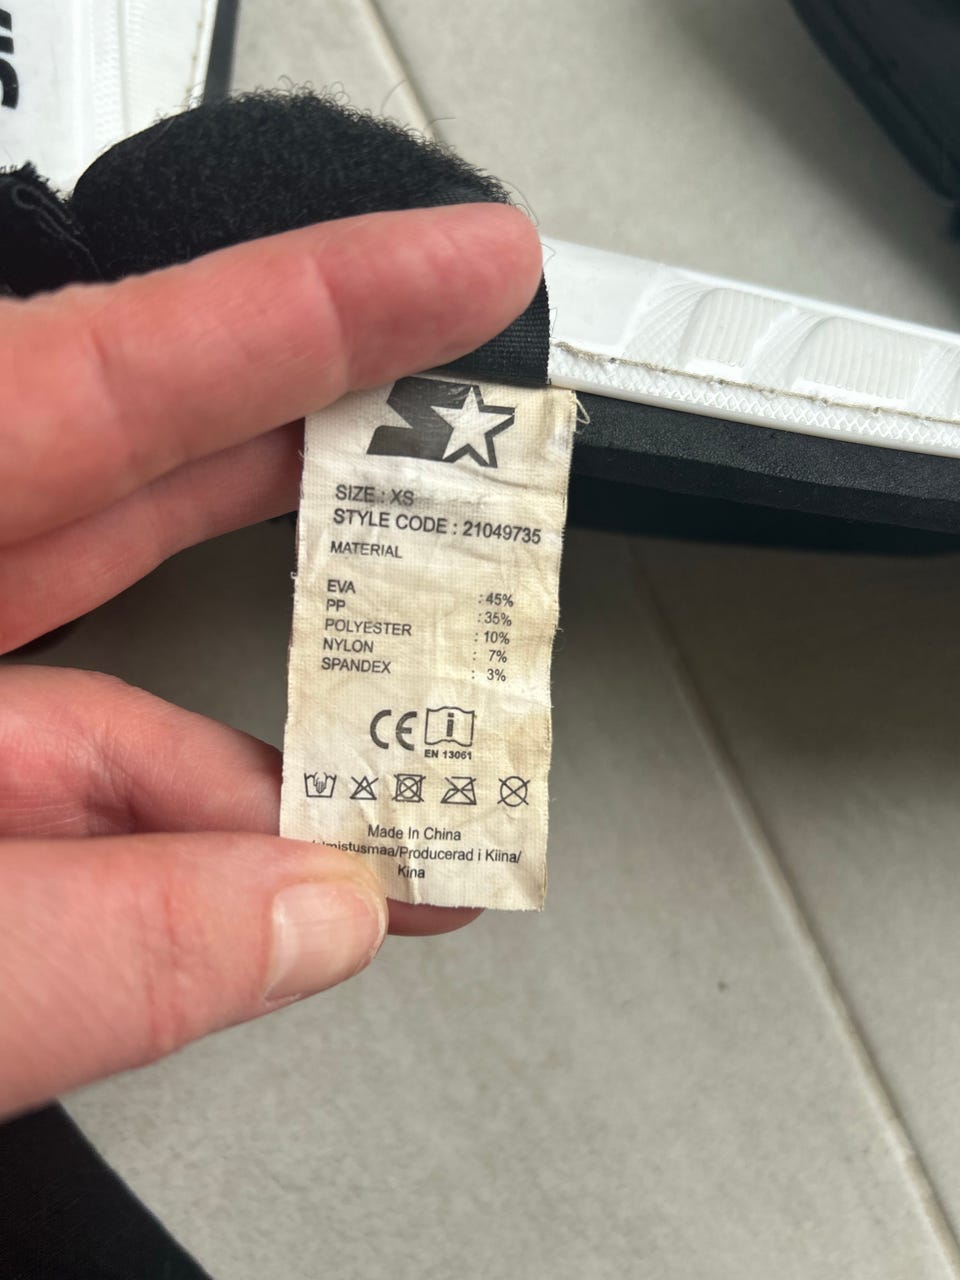 SIZE : XS
STYLE CODE : 21049735
MATERIAL
EVA : 45%
PP : 35%
POLYESTER : 10%
NYLON : 7%
SPANDEX : 3%
CE i
EN 13061
Made In China
/Producerad i Kiina/
Kina